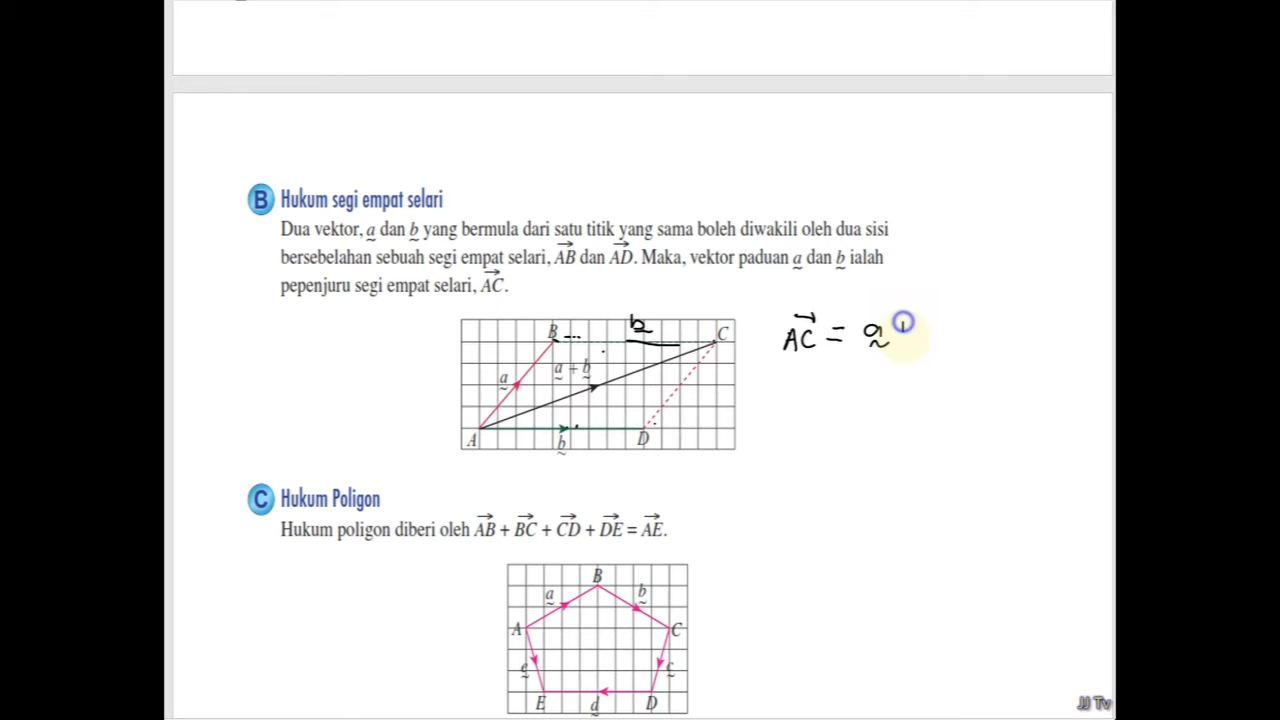 B Hukum segi empat selari
Dua vektor, a dan b yang bermula dari satu titik yang sama boleh diwakili oleh dua sisi
bersebelahan sebuah segi empat selari, AB dan AD. Maka, vektor paduan a dan b ialah
pepenjuru segi empat selari, AC.
b
B
C
AC = a
a
a + b
A
b
D
C Hukum Poligon
Hukum poligon diberi oleh AB + BC + CD + DE = AE.
B
a
b
A
C
e
c
E
d
D
JJ Tv